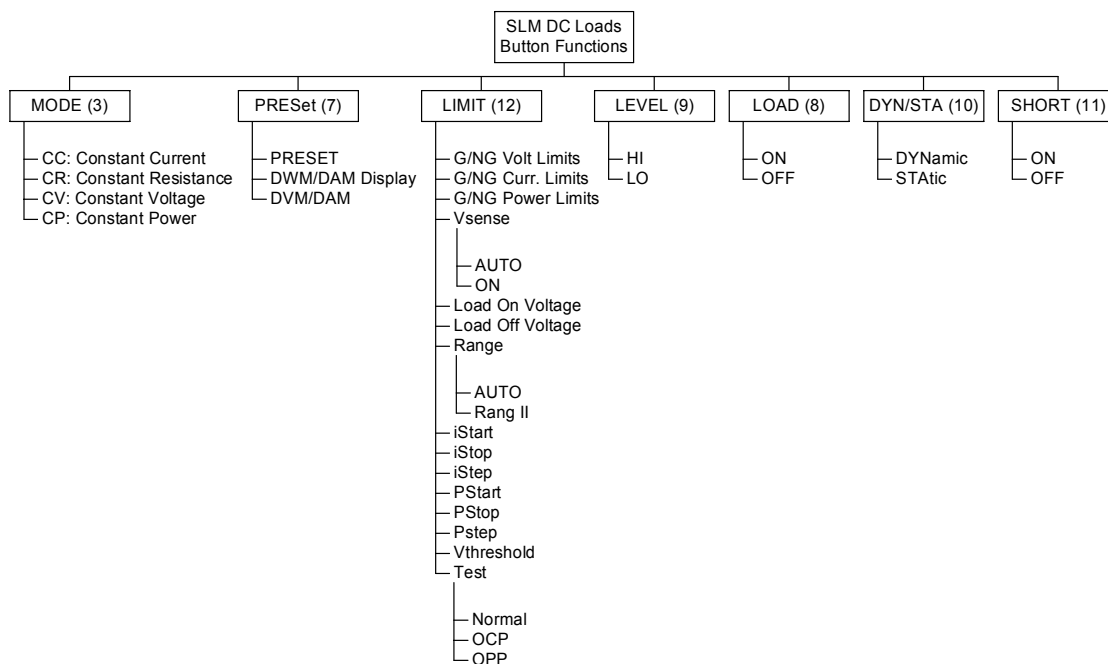 SLM DC Loads
Button Functions
MODE (3)
PRESet (7)
LIMIT (12)
LEVEL (9)
LOAD (8)
DYN/STA (10)
SHORT (11)
CC: Constant Current
CR: Constant Resistance
CV: Constant Voltage
CP: Constant Power
PRESET
DWM/DAM Display
DVM/DAM
G/NG Volt Limits
G/NG Curr. Limits
G/NG Power Limits
Vsense
AUTO
ON
Load On Voltage
Load Off Voltage
Range
AUTO
Rang II
iStart
iStop
iStep
PStart
PStop
Pstep
Vthreshold
Test
Normal
OCP
OPP
HI
LO
ON
OFF
DYNamic
STAtic
ON
OFF